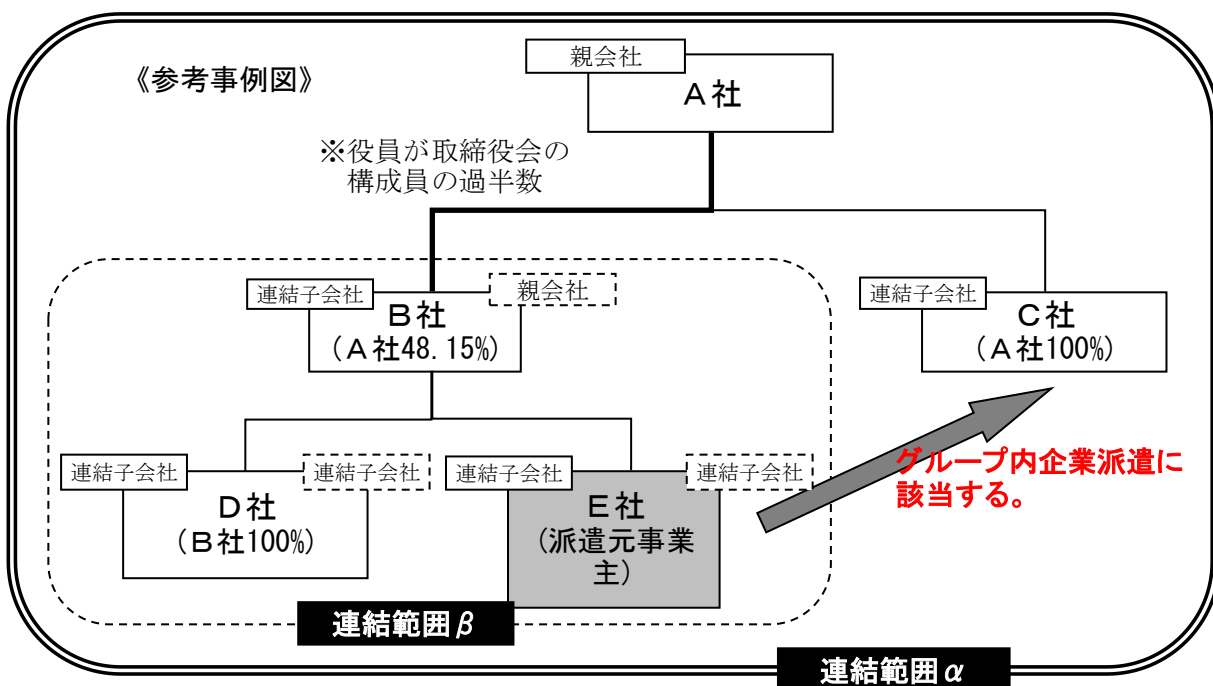 《参考事例図》
親会社
A社
※役員が取締役会の
構成員の過半数
連結子会社
親会社
B社
(A社48.15%)
連結子会社
C社
(A社100%)
グループ内企業派遣に
該当する。
連結子会社
連結子会社
D社
(B社100%)
連結子会社
連結子会社
E社
(派遣元事業
主)
連結範囲β
連結範囲α